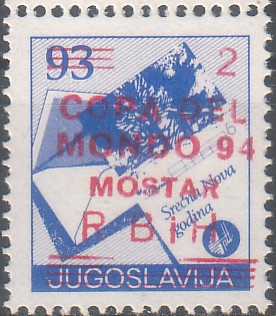 93 2
COPA DEL
MONDO 94
MOSTAR
Srećna Nova
godina
R BiH
JUGOSLAVIJA